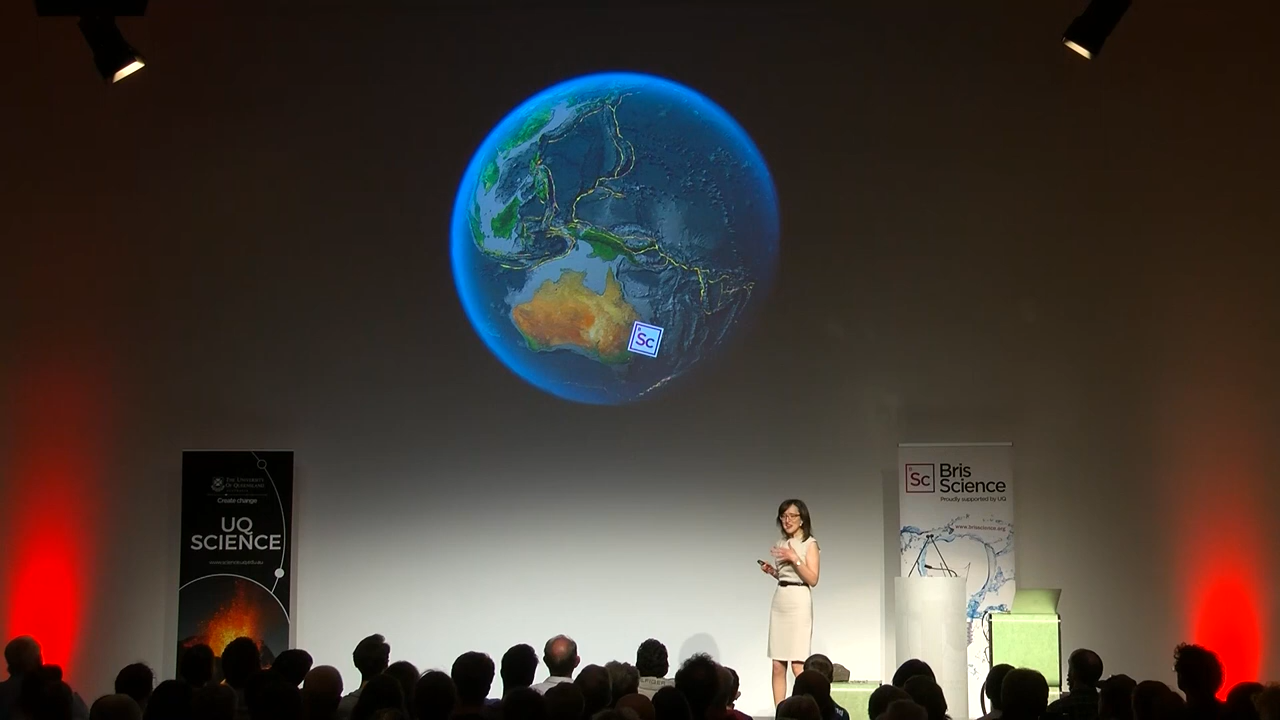 Sc
THE UNIVERSITY
OF QUEENSLAND
Create change
UQ
SCIENCE
Sc
Bris
Science
Proudly supported by UQ
www.brisscience.org